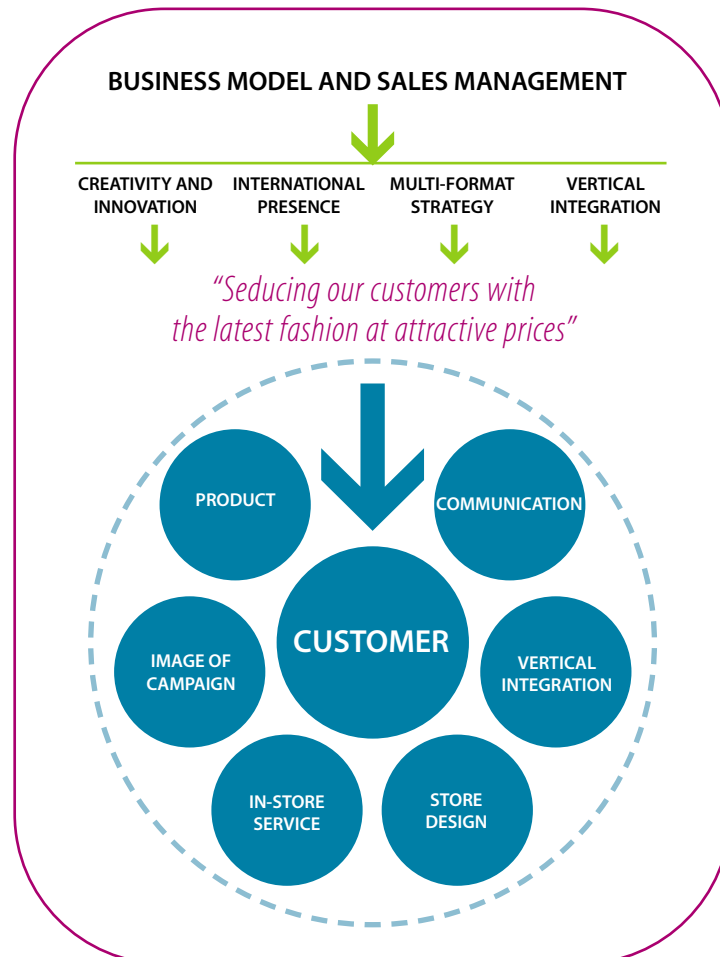 BUSINESS MODEL AND SALES MANAGEMENT
CREATIVITY AND
INNOVATION
INTERNATIONAL
PRESENCE
MULTI-FORMAT
STRATEGY
VERTICAL
INTEGRATION
“Seducing our customers with
the latest fashion at attractive prices”
PRODUCT
COMMUNICATION
CUSTOMER
IMAGE OF
CAMPAIGN
VERTICAL
INTEGRATION
IN-STORE
SERVICE
STORE
DESIGN